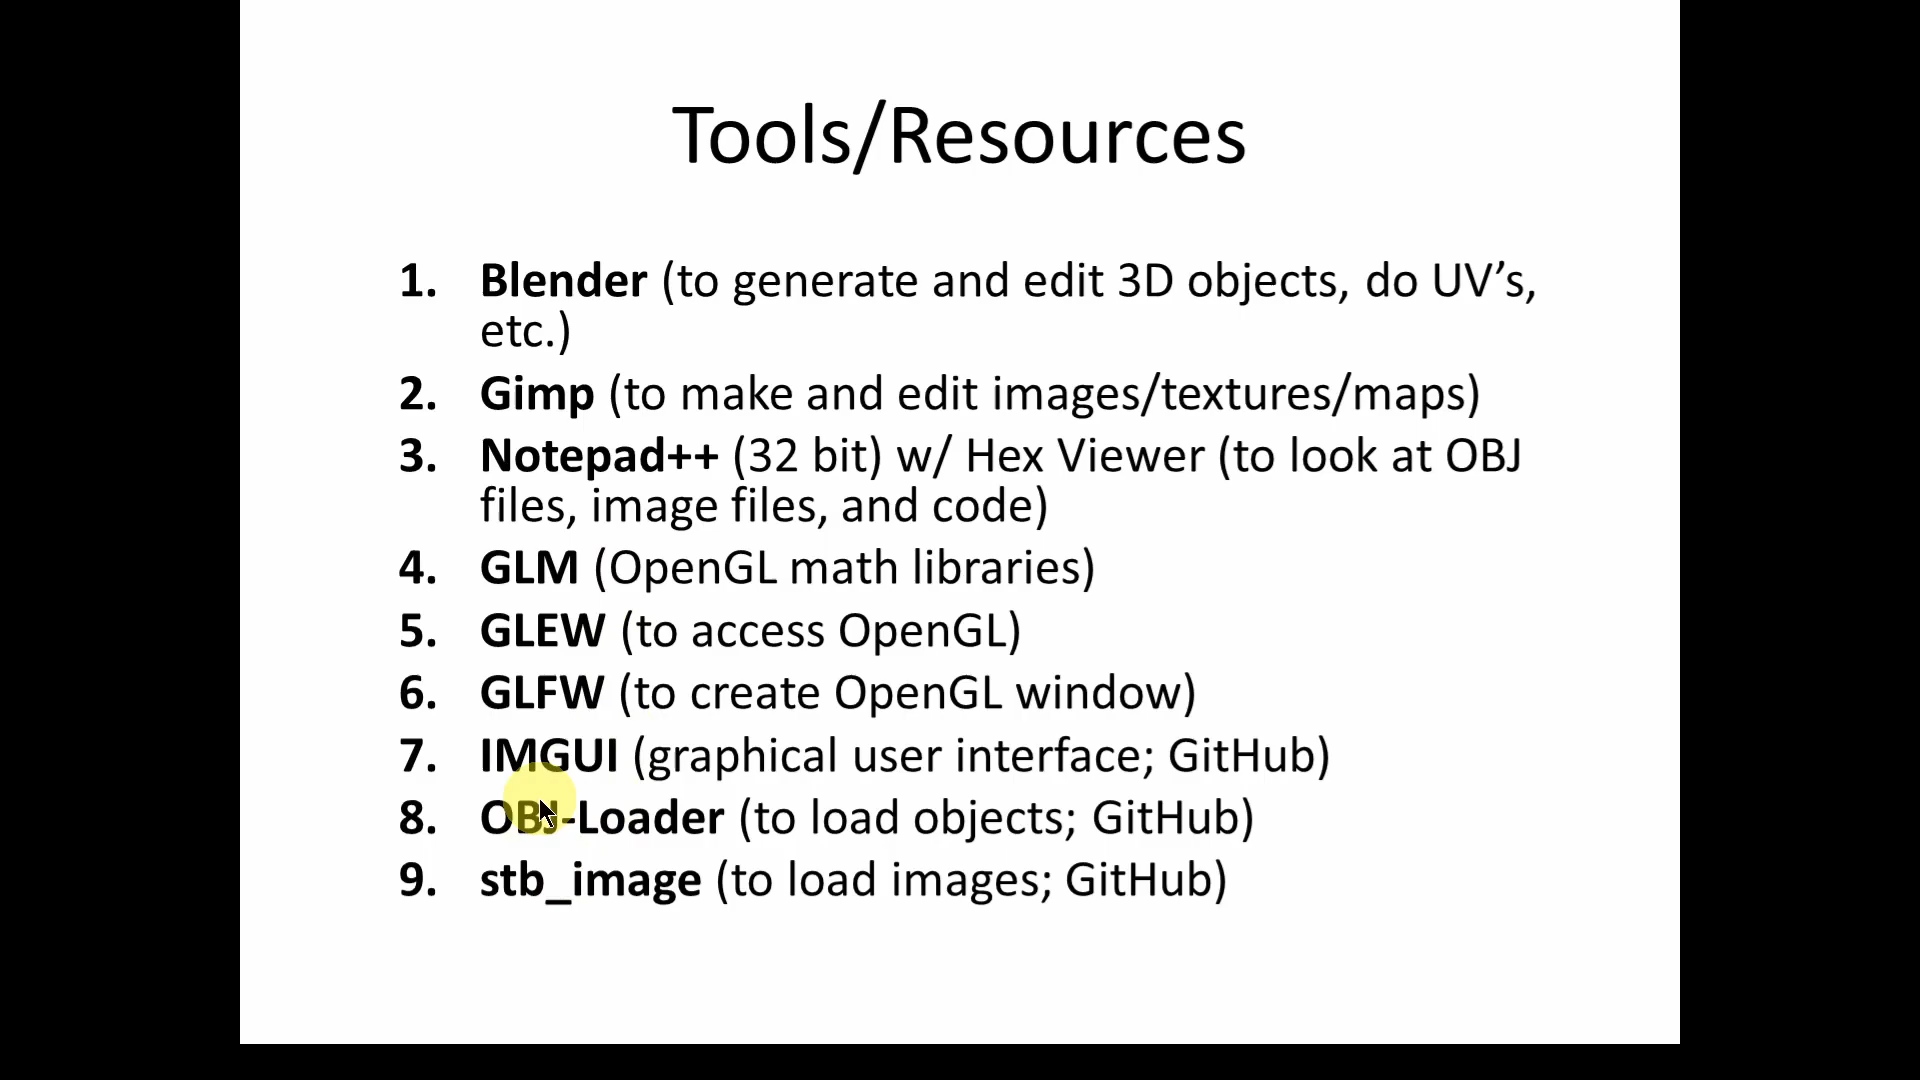 Tools/Resources
1. Blender (to generate and edit 3D objects, do UV’s,
etc.)
2. Gimp (to make and edit images/textures/maps)
3. Notepad++ (32 bit) w/ Hex Viewer (to look at OBJ
files, image files, and code)
4. GLM (OpenGL math libraries)
5. GLEW (to access OpenGL)
6. GLFW (to create OpenGL window)
7. IMGUI (graphical user interface; GitHub)
8. OBJ-Loader (to load objects; GitHub)
9. stb_image (to load images; GitHub)